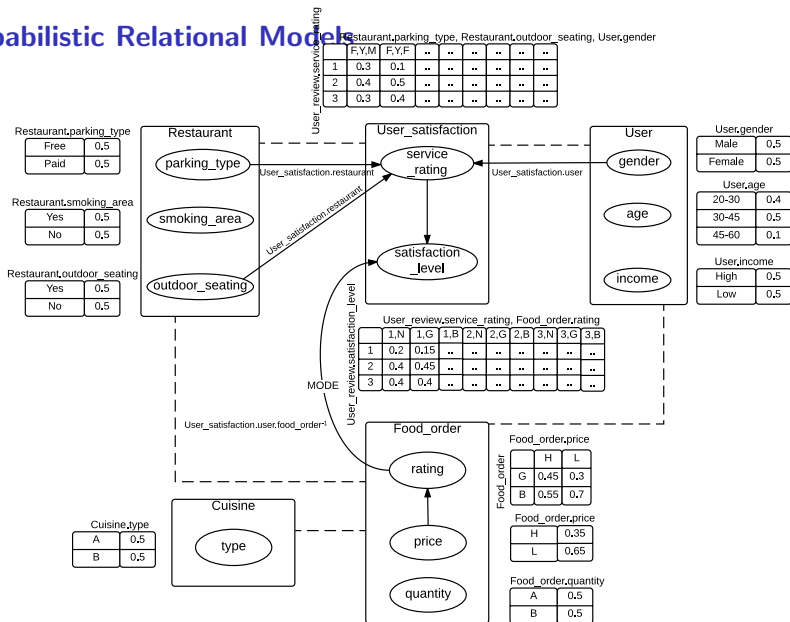 pabilistic Relational Models
Restaurant.parking_type, Restaurant.outdoor_seating, User.gender
User_review.service_rating
F,Y,M F,Y,F .. .. .. .. .. ..
1 0.3 0.1 .. .. .. .. .. ..
2 0.4 0.5 .. .. .. .. .. ..
3 0.3 0.4 .. .. .. .. .. ..
Restaurant.parking_type
Free 0.5
Paid 0.5
Restaurant.smoking_area
Yes 0.5
No 0.5
Restaurant.outdoor_seating
Yes 0.5
No 0.5
Restaurant
parking_type
smoking_area
outdoor_seating
User_satisfaction.restaurant
User_satisfaction.restaurant
User_satisfaction
service
_rating
satisfaction
_level
User_satisfaction.user
User
gender
age
income
User.gender
Male 0.5
Female 0.5
User.age
20-30 0.4
30-45 0.5
45-60 0.1
User.income
High 0.5
Low 0.5
User_review.service_rating, Food_order.rating
User_review.satisfaction_level
1,N 1,G 1,B 2,N 2,G 2,B 3,N 3,G 3,B
1 0.2 0.15 .. .. .. .. .. .. ..
2 0.4 0.45 .. .. .. .. .. .. ..
3 0.4 0.4 .. .. .. .. .. .. ..
MODE
User_satisfaction.user.food_order⁻¹
Food_order
rating
price
quantity
Food_order.price
Food_order
H L
G 0.45 0.3
B 0.55 0.7
Food_order.price
H 0.35
L 0.65
Food_order.quantity
A 0.5
B 0.5
Cuisine
type
Cuisine.type
A 0.5
B 0.5